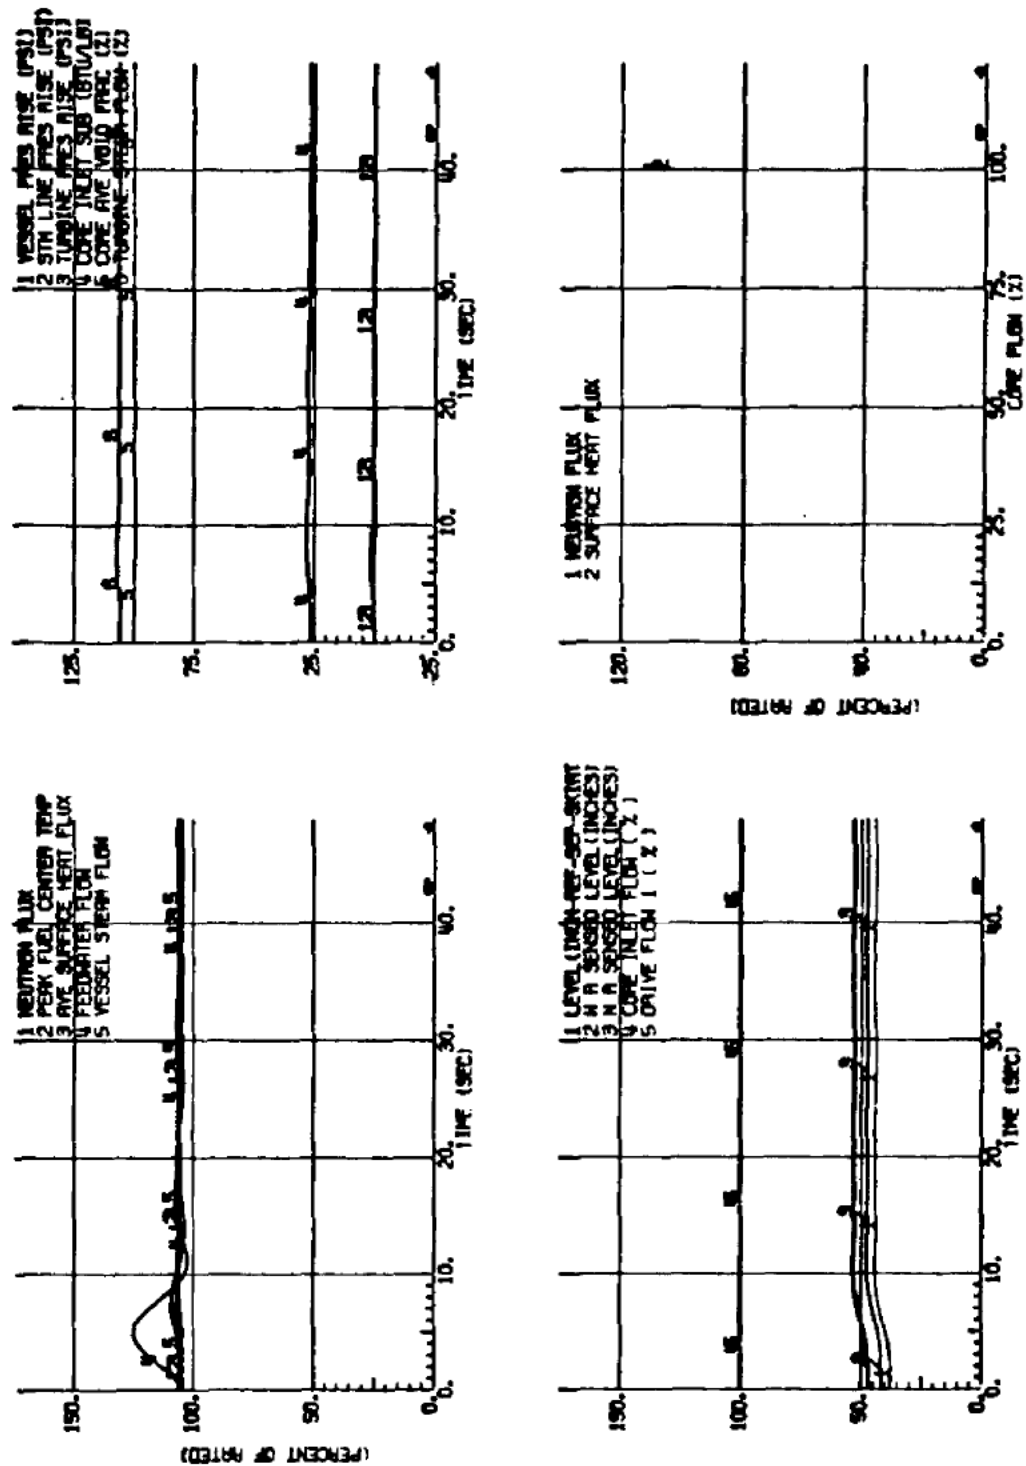 1 NEUTRON FLUX
2 PEAK FUEL CENTER TEMP
3 AVE SURFACE HEAT FLUX
4 FEEDWATER FLOW
5 VESSEL STEAM FLOW
150.
100.
50.
0.
(PERCENT OF RATED)
0. 10. 20. 30. 40.
TIME (SEC)
1 VESSEL PRES RISE (PSI)
2 STM LINE PRES RISE (PSI)
3 TURBINE PRES RISE (PSI)
4 CORE INLET SUB (BTU/LB)
5 CORE AVE VOID FRAC (%)
6 TURBINE STEAM FLOW (%)
125.
75.
25.
-25.
0. 10. 20. 30. 40.
TIME (SEC)
1 LEVEL(INCH-REF-SEP-SKIRT
2 W R SENSED LEVEL(INCHES)
3 N R SENSED LEVEL(INCHES)
4 CORE INLET FLOW (%)
5 DRIVE FLOW 1 (%)
150.
100.
50.
0.
0. 10. 20. 30. 40.
TIME (SEC)
1 NEUTRON FLUX
2 SURFACE HEAT FLUX
120.
80.
40.
0.
(PERCENT OF RATED)
0. 25. 50. 75. 100.
CORE FLOW (%)